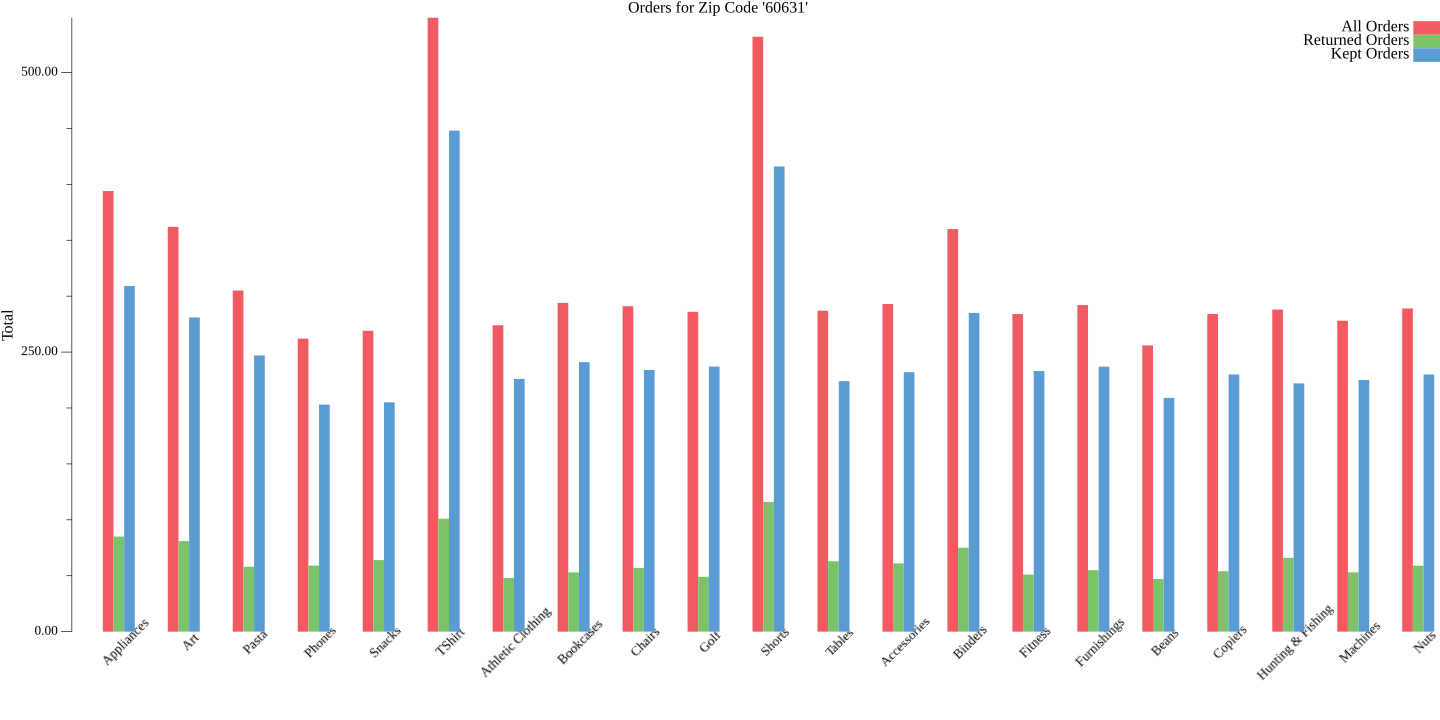 Orders for Zip Code '60631'
All Orders
Returned Orders
Kept Orders
Total
500.00
250.00
0.00
Appliances
Art
Pasta
Phones
Snacks
TShirt
Athletic Clothing
Bookcases
Chairs
Golf
Shorts
Tables
Accessories
Binders
Fitness
Furnishings
Beans
Copiers
Hunting & Fishing
Machines
Nuts